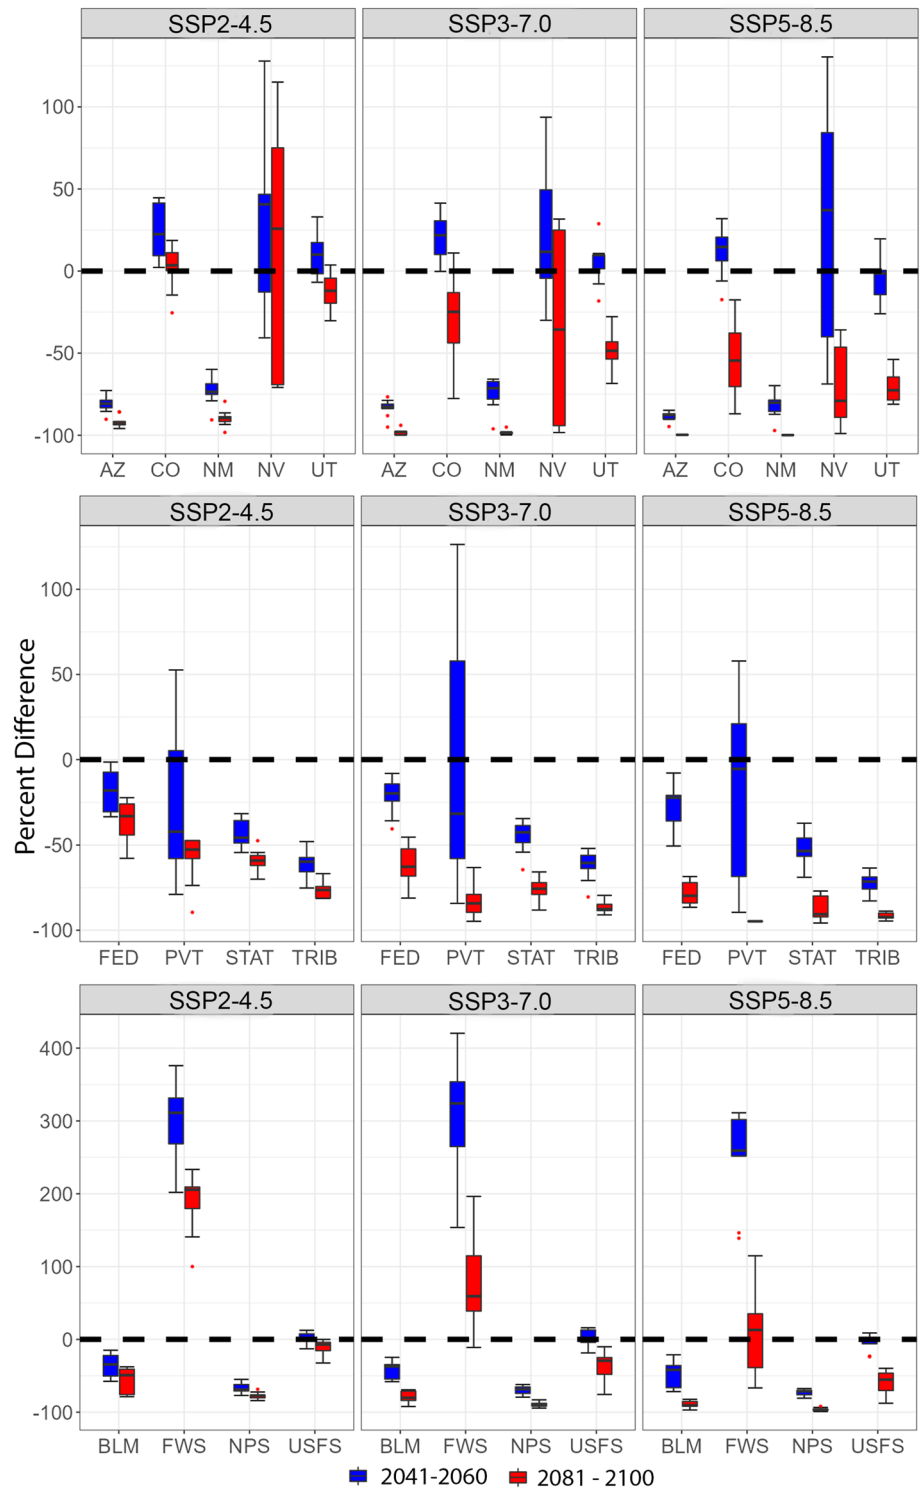 SSP2-4.5 SSP3-7.0 SSP5-8.5
100
50
0
-50
-100
AZ CO NM NV UT AZ CO NM NV UT AZ CO NM NV UT
SSP2-4.5 SSP3-7.0 SSP5-8.5
Percent Difference
100
50
0
-50
-100
FED PVT STAT TRIB FED PVT STAT TRIB FED PVT STAT TRIB
SSP2-4.5 SSP3-7.0 SSP5-8.5
400
300
200
100
0
-100
BLM FWS NPS USFS BLM FWS NPS USFS BLM FWS NPS USFS
2041-2060 2081 - 2100